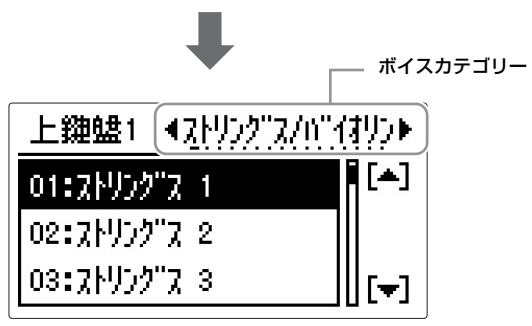 ボイスカテゴリー
上鍵盤1 ◀ストリングス/バイオリン▶
01:ストリングス 1
[▲]
02:ストリングス 2
03:ストリングス 3
[▼]